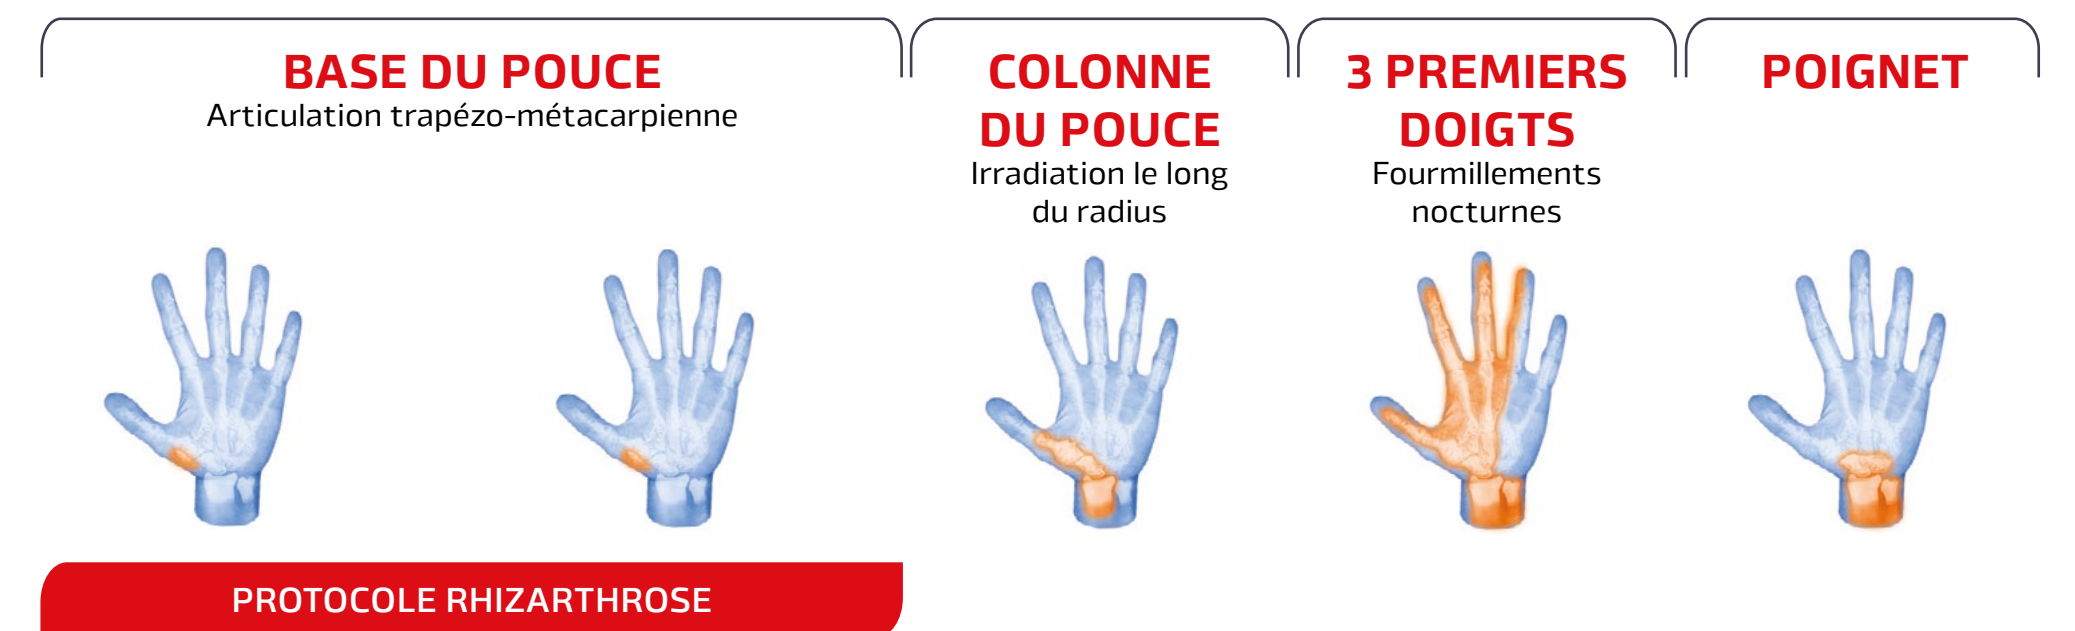 BASE DU POUCE
Articulation trapézo-métacarpienne
COLONNE
DU POUCE
Irradiation le long
du radius
3 PREMIERS
DOIGTS
Fourmillements
nocturnes
POIGNET
PROTOCOLE RHIZARTHROSE